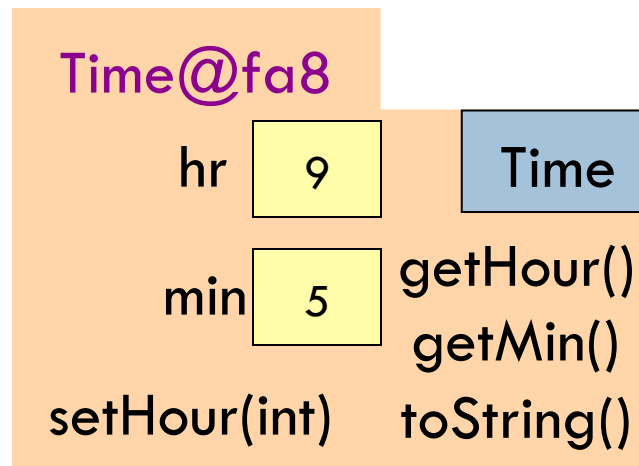 Time@fa8
hr 9 Time
min 5 getHour()
getMin()
setHour(int) toString()